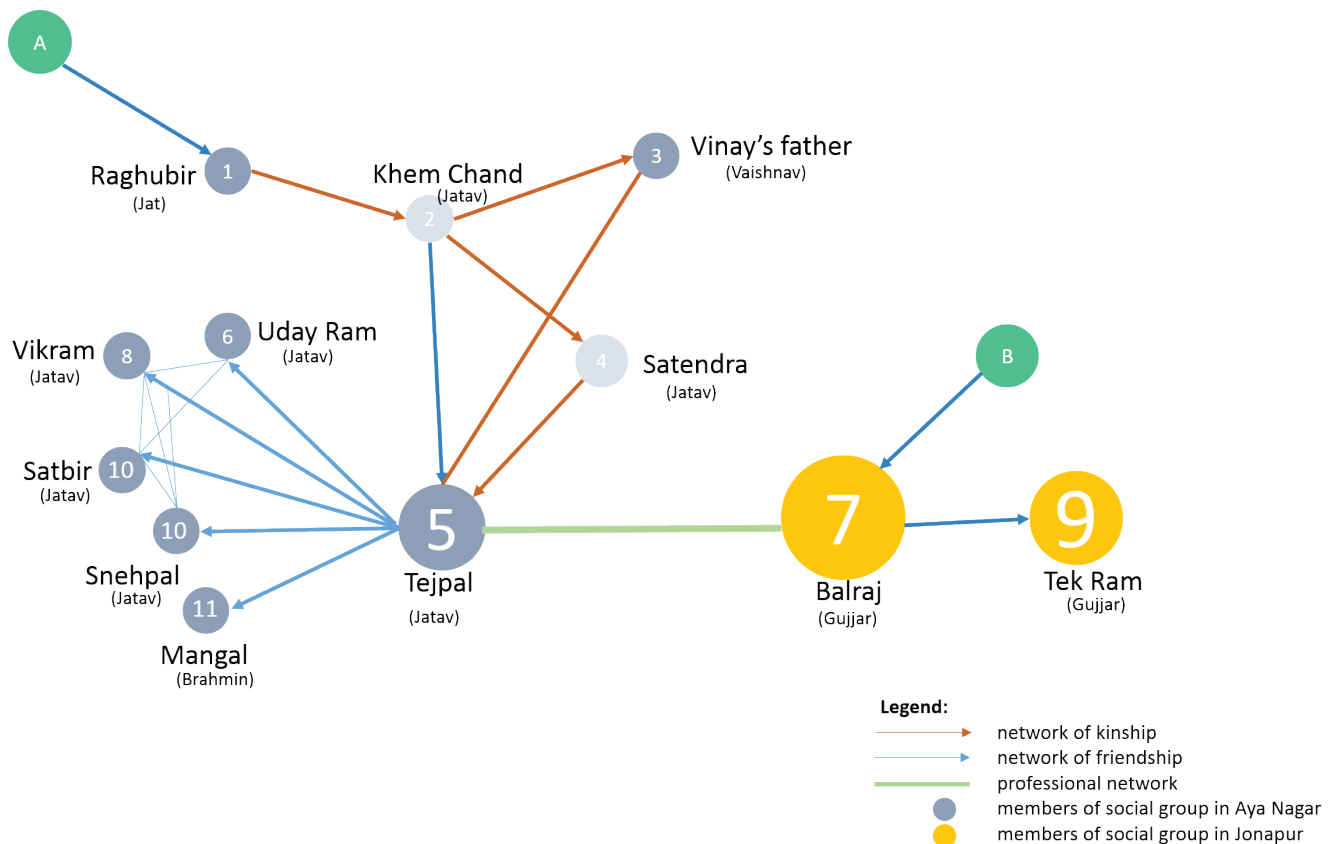 A
1
Raghubir
(Jat)
Khem Chand
(Jatav)
2
3
Vinay's father
(Vaishnav)
4
Satendra
(Jatav)
6
Uday Ram
(Jatav)
8
Vikram
(Jatav)
10
Satbir
(Jatav)
10
Snehpal
(Jatav)
11
Mangal
(Brahmin)
5
Tejpal
(Jatav)
B
7
Balraj
(Gujjar)
9
Tek Ram
(Gujjar)
Legend:
network of kinship
network of friendship
professional network
members of social group in Aya Nagar
members of social group in Jonapur